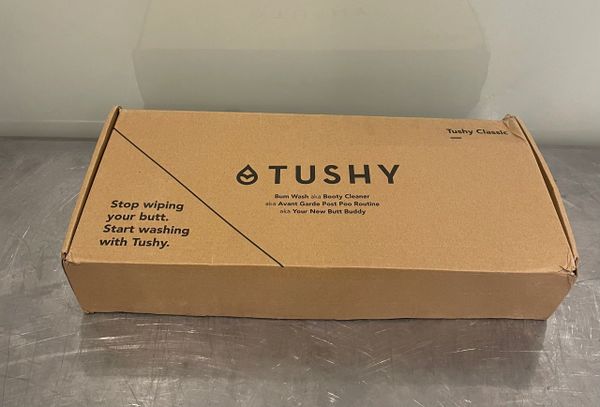 Tushy Classic
TUSHY
Bum Wash aka Booty Cleaner
aka Avant Garde Post Poo Routine
aka Your New Butt Buddy
Stop wiping
your butt.
Start washing
with Tushy.